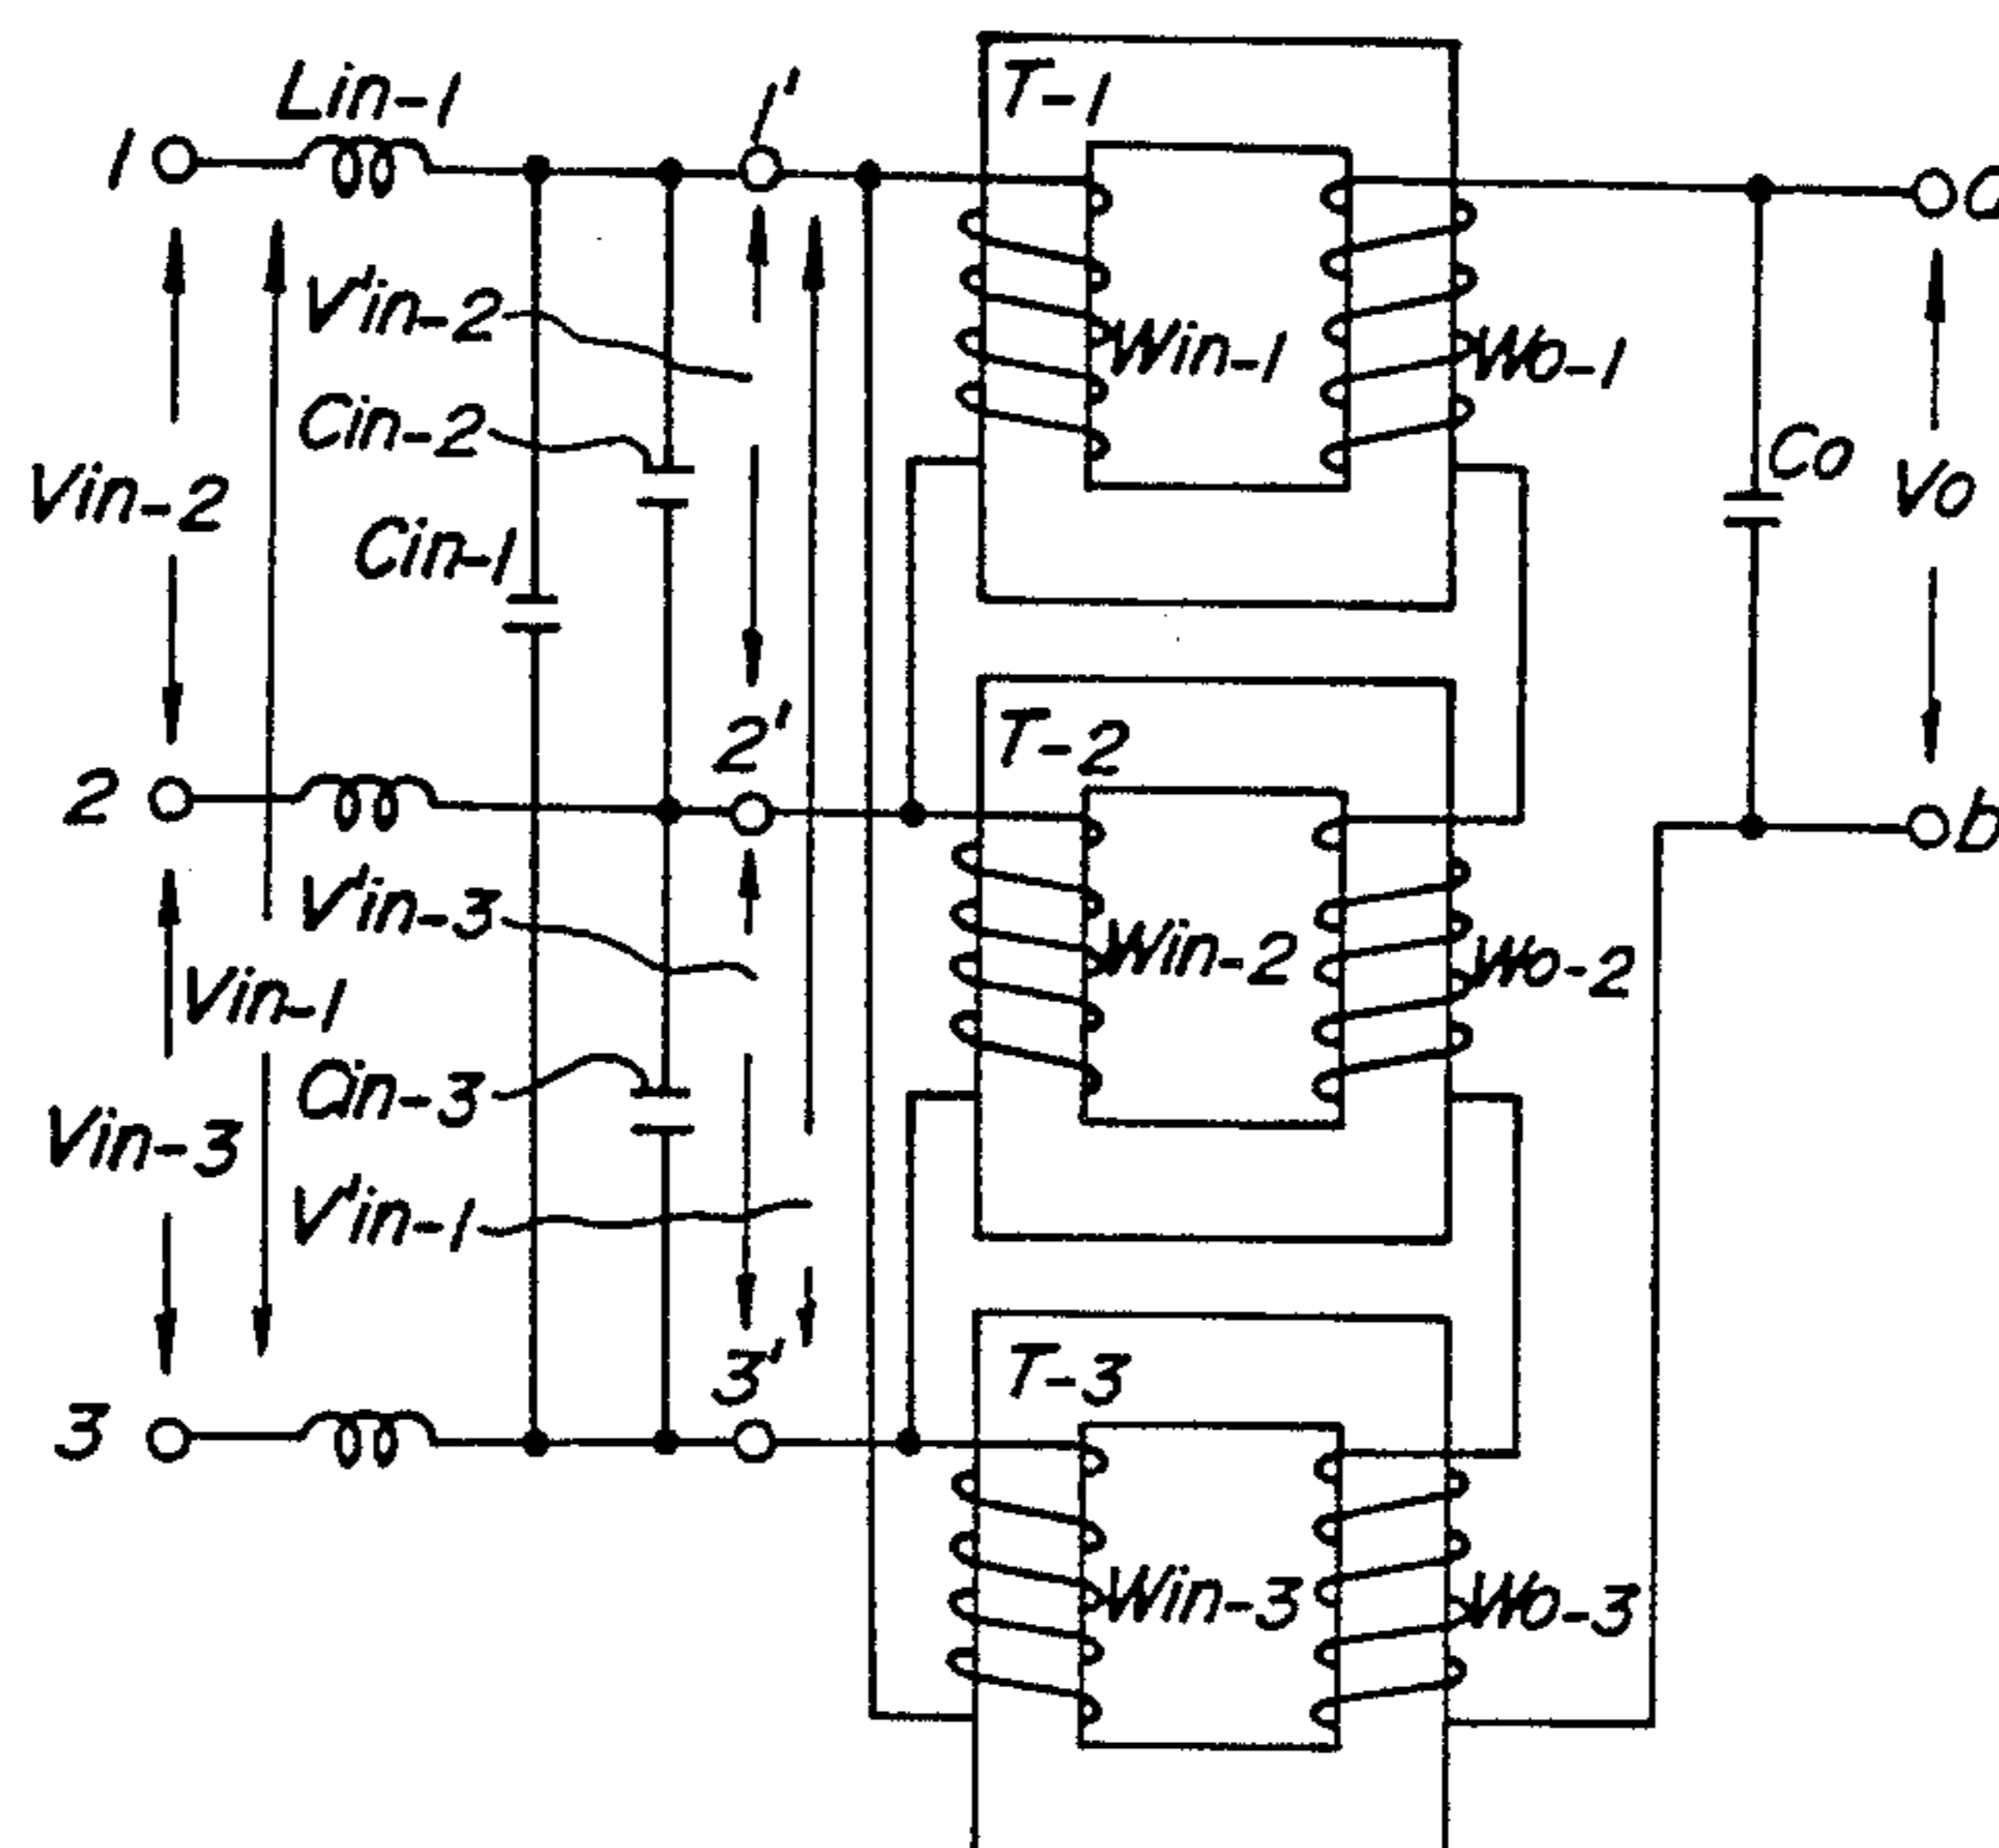 Lin-1
1
1'
T-1
a
V'in-2
Win-1
Wo-1
Cin-2
Co
Vin-2
Vo
Cin-1
2'
T-2
2
b
V'in-3
Win-2
Wo-2
Vin-1
Cin-3
Vin-3
V'in-1
3'
T-3
3
Win-3
Wo-3